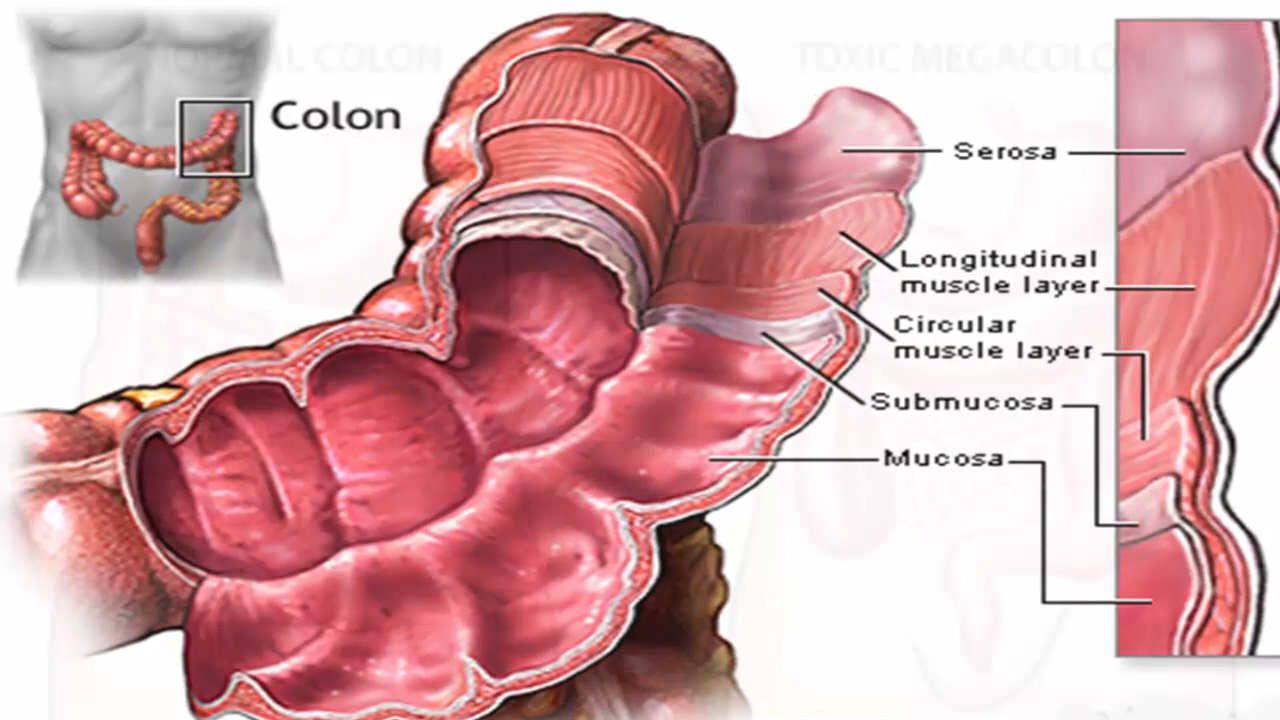 NORMAL COLON
TOXIC MEGACOLON
Colon
Serosa
Longitudinal
muscle layer
Circular
muscle layer
Submucosa
Mucosa